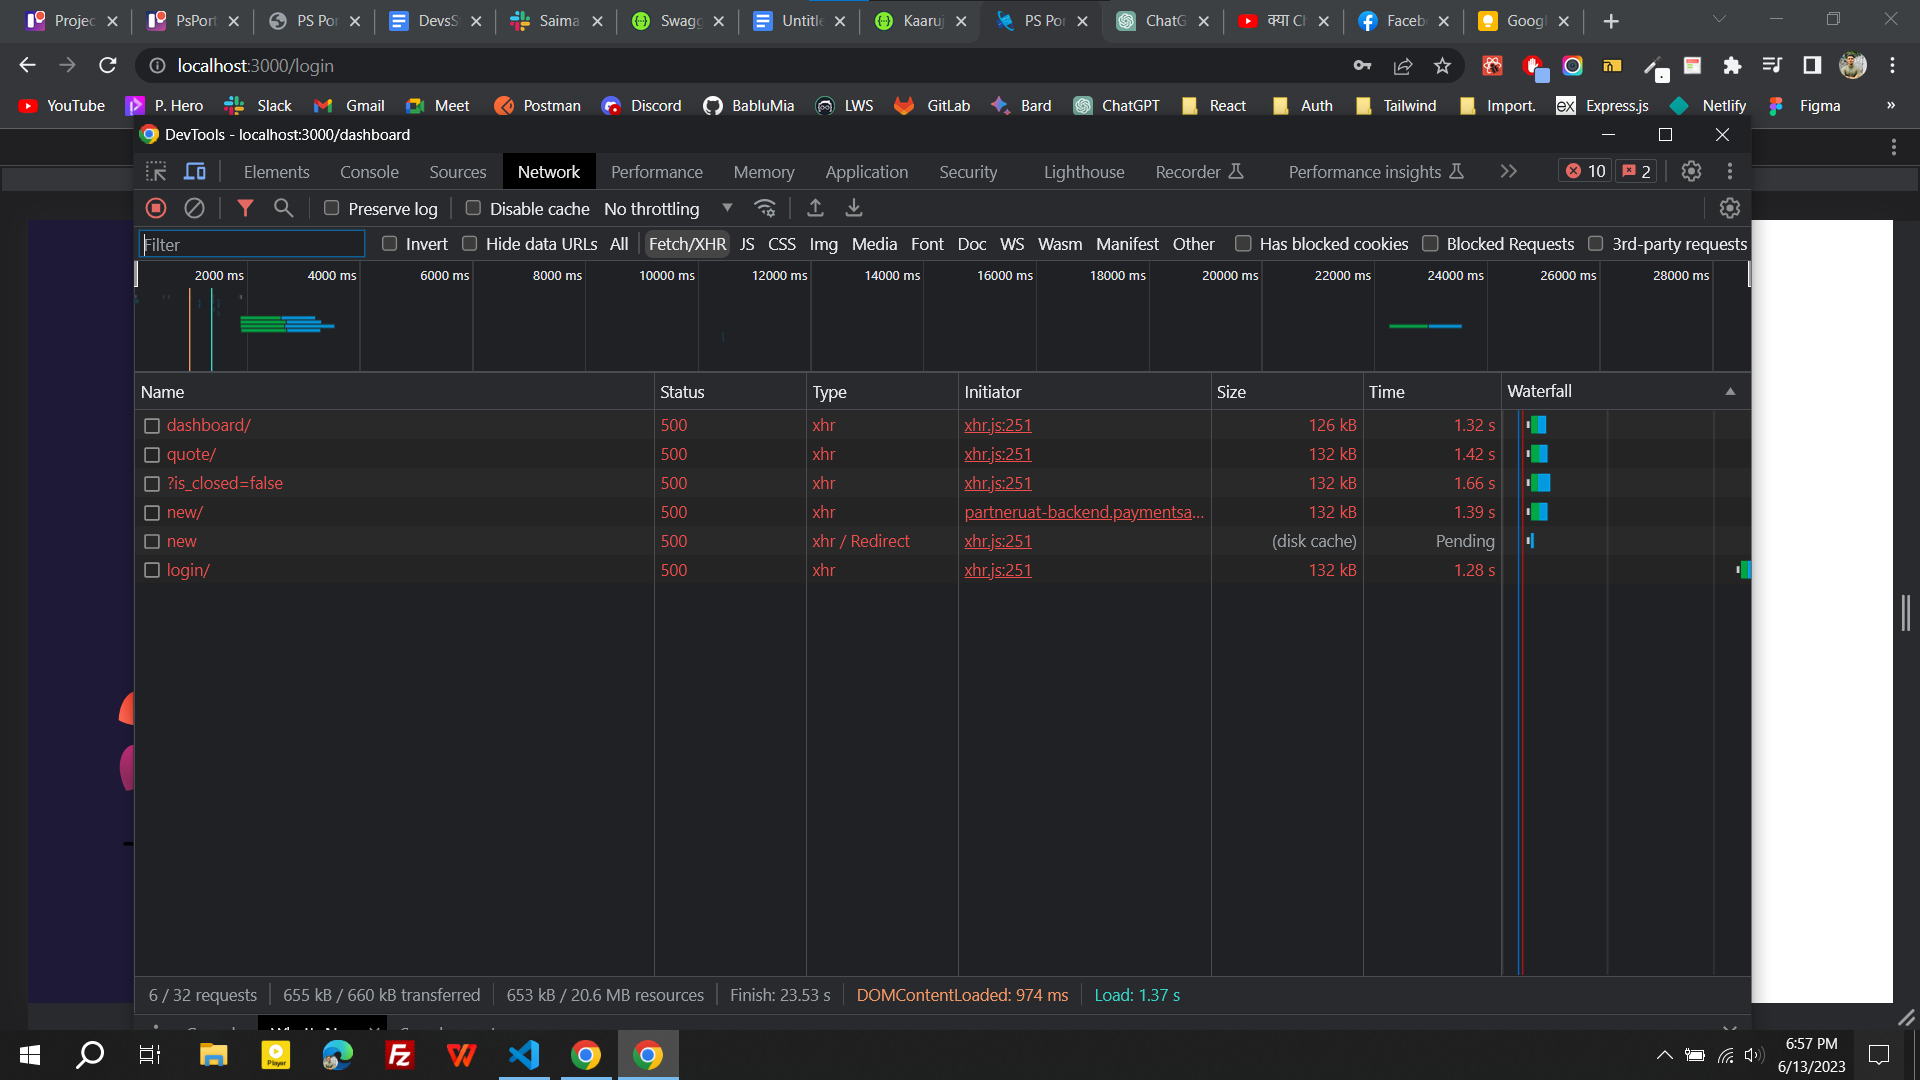 Projec PsPort PS Por DevsS Saima Swagg Untitle Kaaruj PS Por ChatG क्या Ch Faceb Googl
localhost:3000/login
YouTube P. Hero Slack Gmail Meet Postman Discord BabluMia LWS GitLab Bard ChatGPT React Auth Tailwind Import. ex Express.js Netlify Figma »
DevTools - localhost:3000/dashboard
Elements Console Sources Network Performance Memory Application Security Lighthouse Recorder Performance insights 10 2
Preserve log Disable cache No throttling
Filter Invert Hide data URLs All Fetch/XHR JS CSS Img Media Font Doc WS Wasm Manifest Other Has blocked cookies Blocked Requests 3rd-party requests
2000 ms 4000 ms 6000 ms 8000 ms 10000 ms 12000 ms 14000 ms 16000 ms 18000 ms 20000 ms 22000 ms 24000 ms 26000 ms 28000 ms
Name Status Type Initiator Size Time Waterfall
dashboard/ 500 xhr xhr.js:251 126 kB 1.32 s
quote/ 500 xhr xhr.js:251 132 kB 1.42 s
?is_closed=false 500 xhr xhr.js:251 132 kB 1.66 s
new/ 500 xhr partneruat-backend.paymentsa... 132 kB 1.39 s
new 500 xhr / Redirect xhr.js:251 (disk cache) Pending
login/ 500 xhr xhr.js:251 132 kB 1.28 s
6 / 32 requests 655 kB / 660 kB transferred 653 kB / 20.6 MB resources Finish: 23.53 s DOMContentLoaded: 974 ms Load: 1.37 s
Player Fz
6:57 PM
6/13/2023